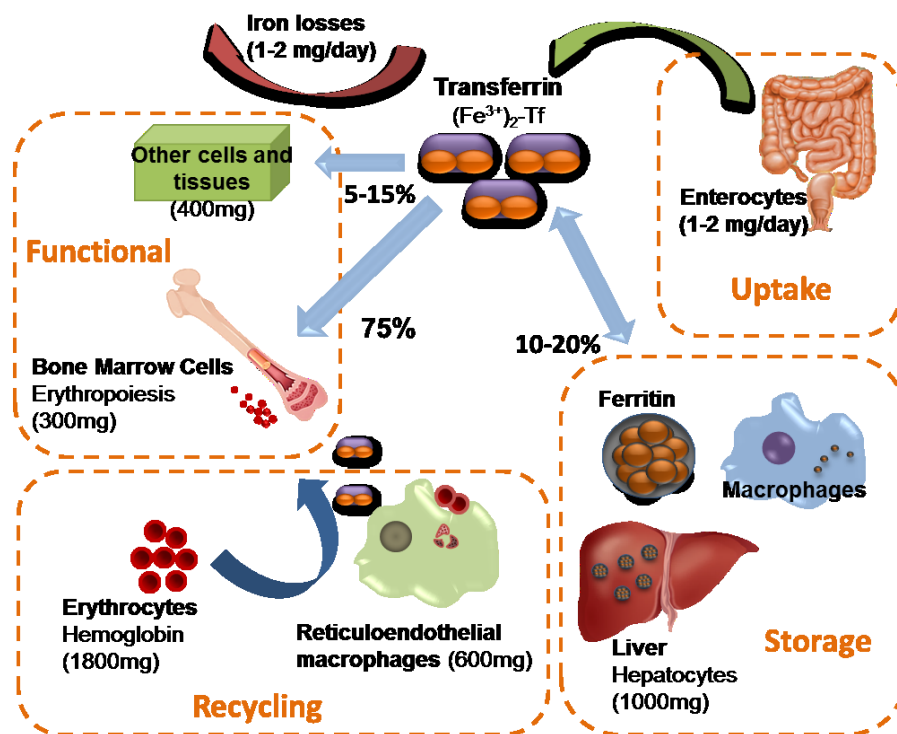 Iron losses
(1-2 mg/day)
Transferrin
(Fe³⁺)₂-Tf
Other cells and
tissues
(400mg)
5-15%
Enterocytes
(1-2 mg/day)
Functional
Uptake
75%
10-20%
Bone Marrow Cells
Erythropoiesis
(300mg)
Ferritin
Macrophages
Erythrocytes
Hemoglobin
(1800mg)
Reticuloendothelial
macrophages (600mg)
Liver
Hepatocytes
(1000mg)
Storage
Recycling